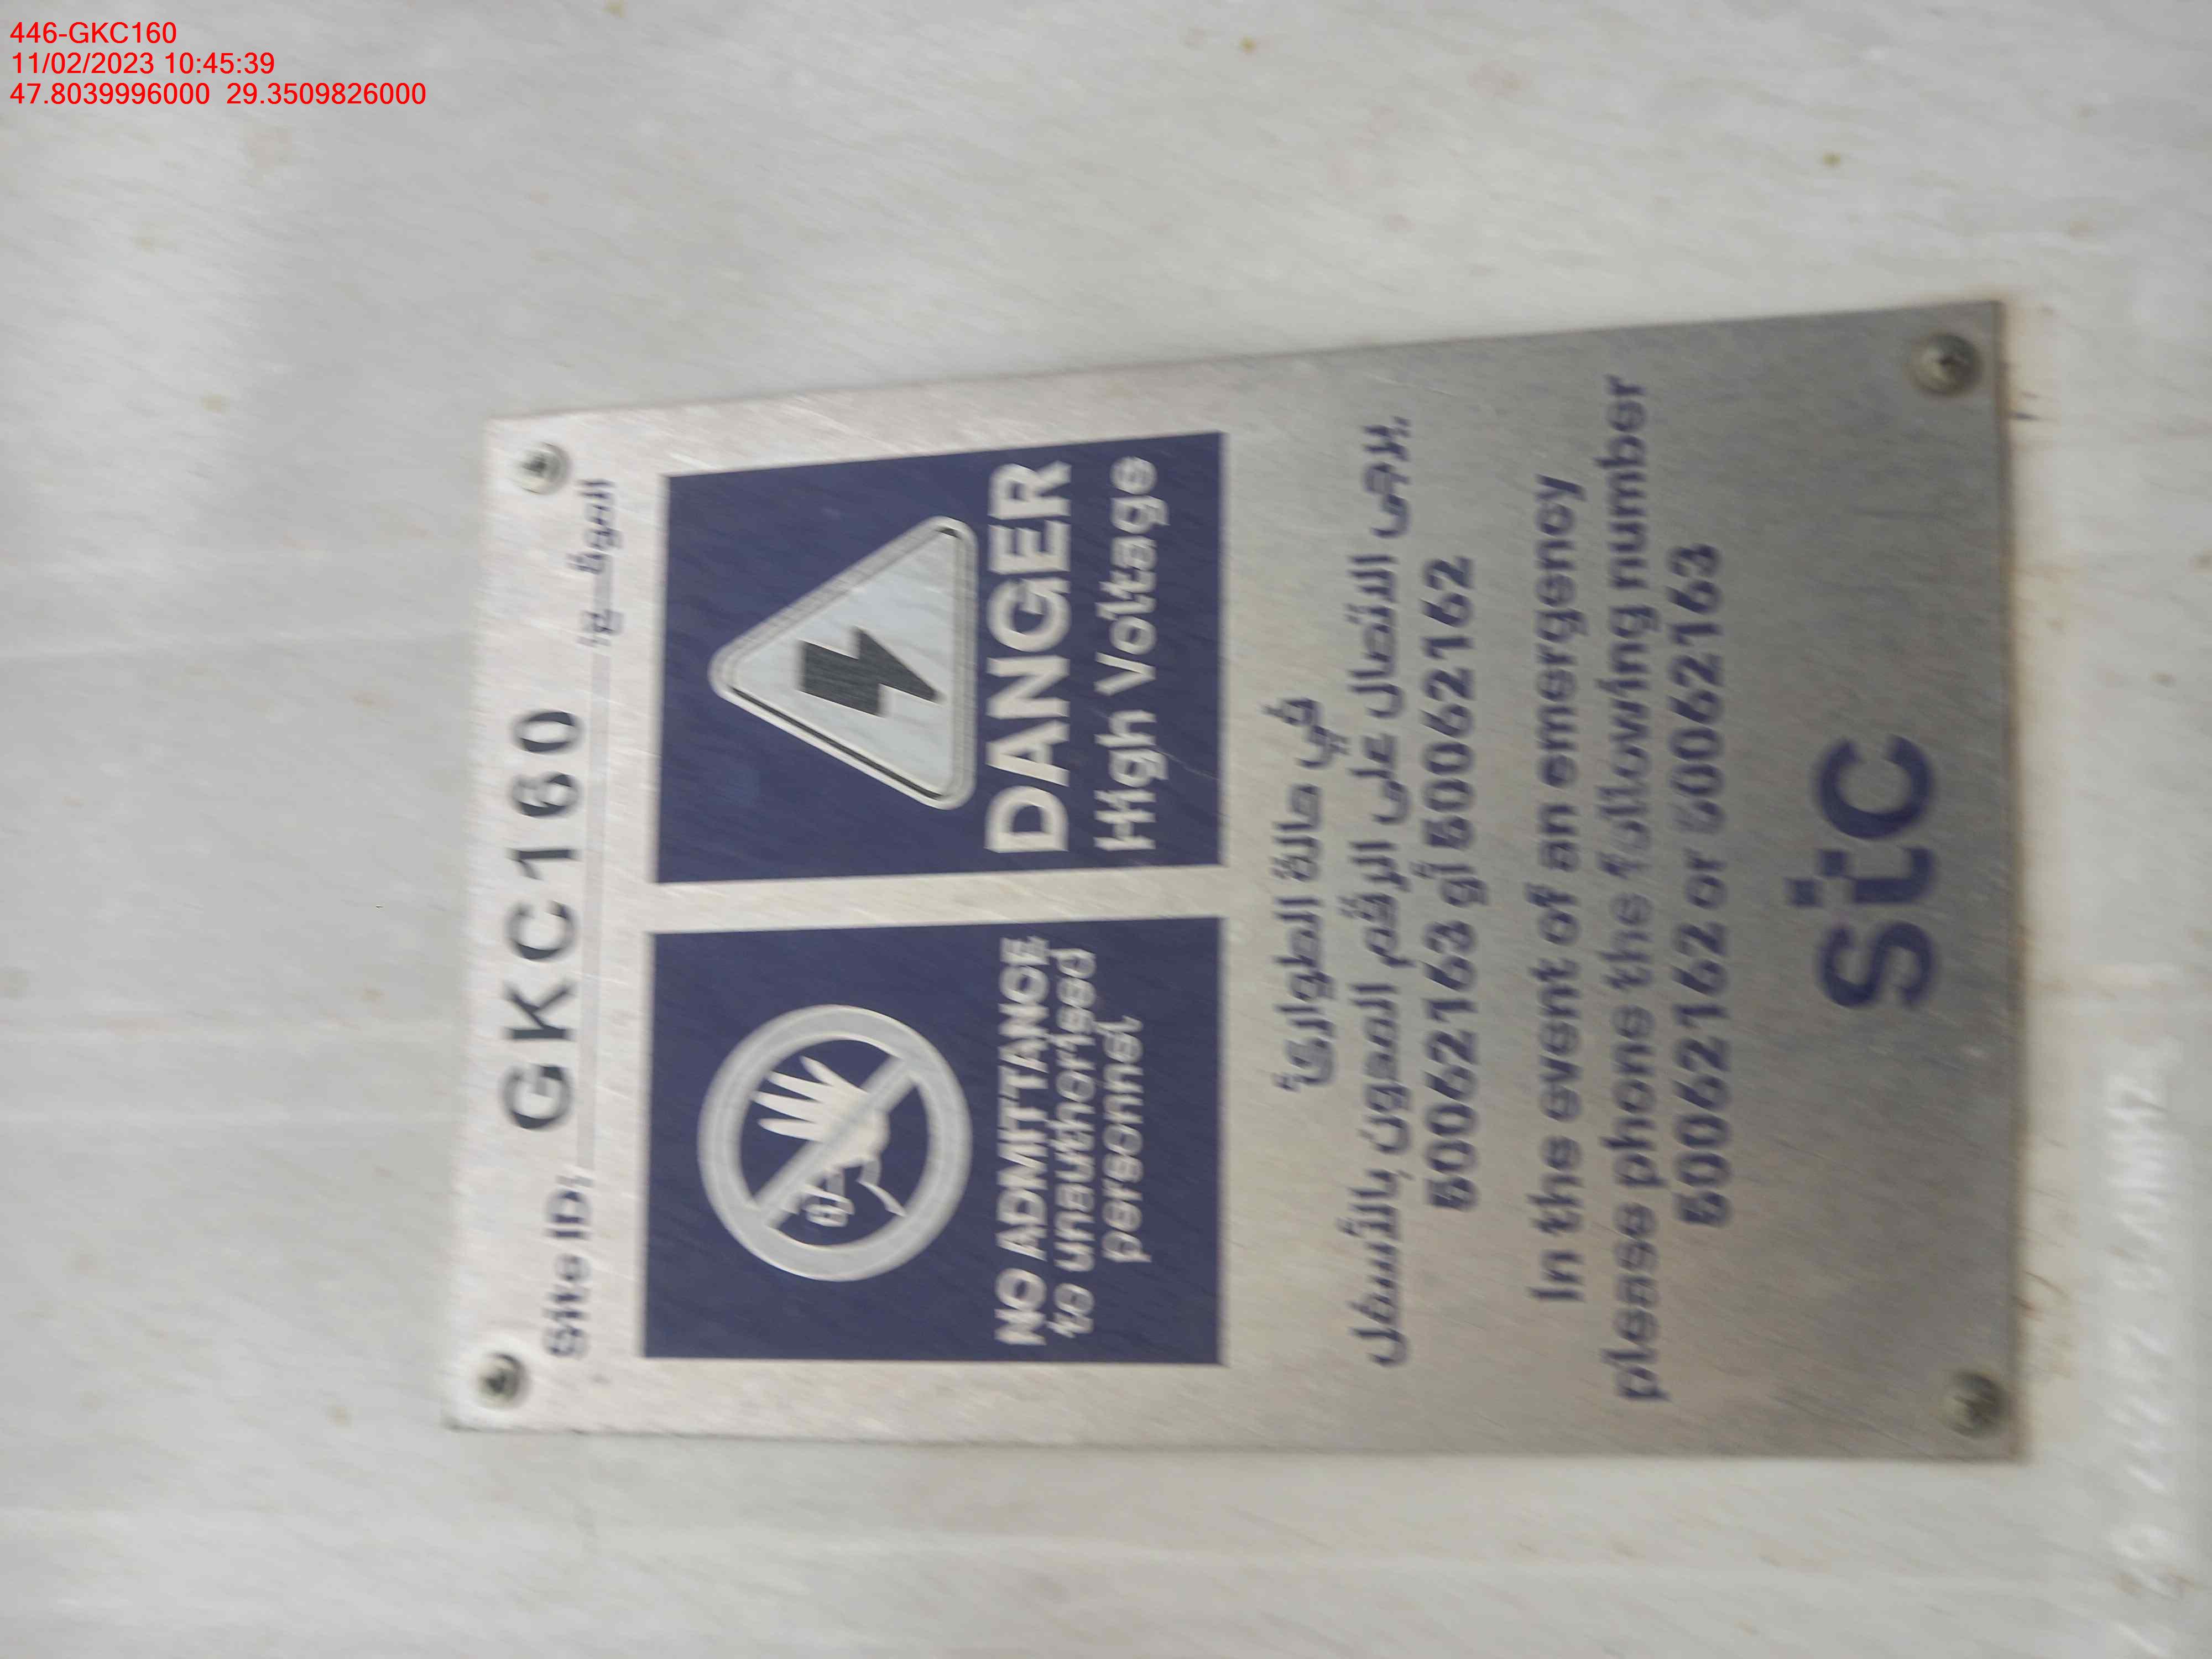 446-GKC160
11/02/2023 10:45:39
47.8039996000 29.3509826000
Site ID: GKC160 الموقع
NO ADMITTANCE
to unauthorised
personnel
DANGER
High Voltage
في حالة الطوارئ
يرجى الاتصال على الرقم المدون بالأسفل
50062163 أو 50062162
In the event of an emergency
please phone the following number
50062162 or 50062163
stc